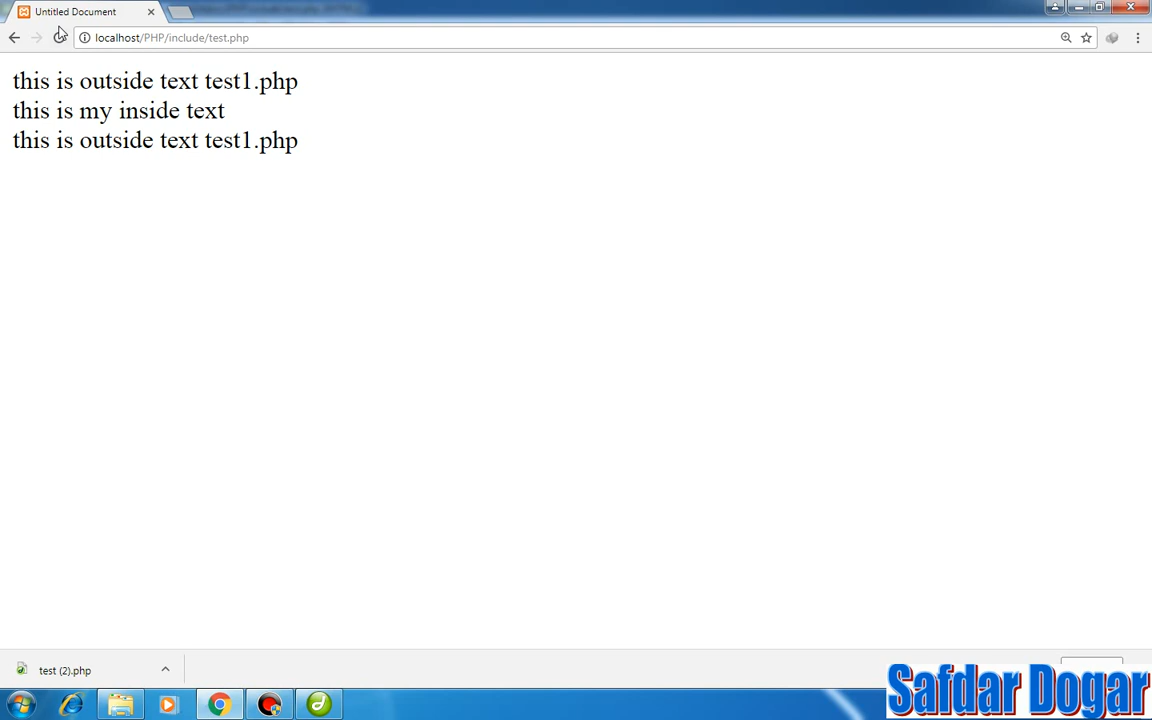 Untitled Document
localhost/PHP/include/test.php
this is outside text test1.php
this is my inside text
this is outside text test1.php
test (2).php
Safdar Dogar